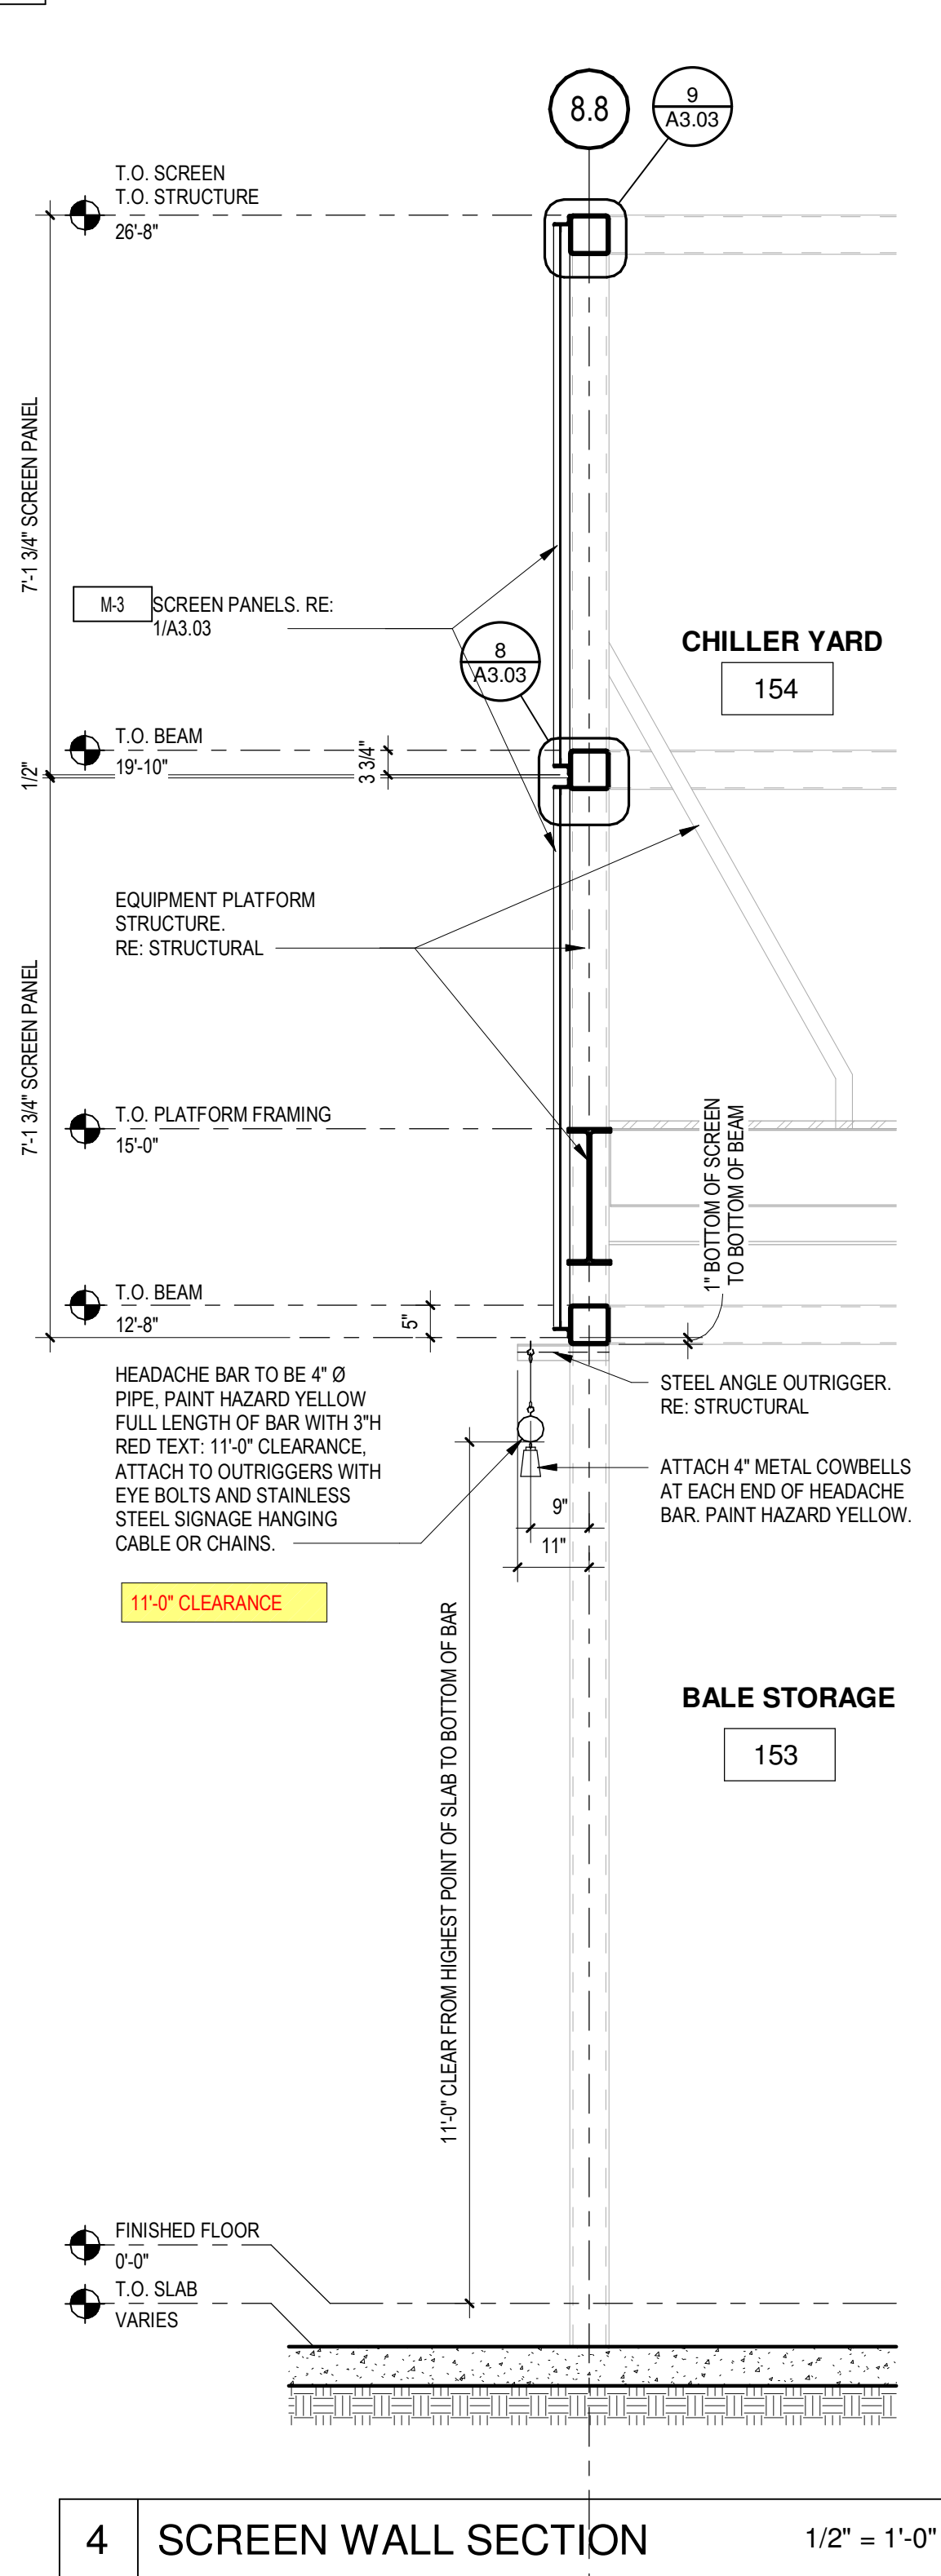 8.8
9
A3.03
T.O. SCREEN
T.O. STRUCTURE
26'-8"
7'-1 3/4" SCREEN PANEL
M-3
SCREEN PANELS. RE:
1/A3.03
8
A3.03
CHILLER YARD
154
T.O. BEAM
19'-10"
1/2"
3 3/4"
EQUIPMENT PLATFORM
STRUCTURE.
RE: STRUCTURAL
7'-1 3/4" SCREEN PANEL
T.O. PLATFORM FRAMING
15'-0"
1" BOTTOM OF SCREEN
TO BOTTOM OF BEAM
T.O. BEAM
12'-8"
5"
HEADACHE BAR TO BE 4" Ø
PIPE, PAINT HAZARD YELLOW
FULL LENGTH OF BAR WITH 3"H
RED TEXT: 11'-0" CLEARANCE,
ATTACH TO OUTRIGGERS WITH
EYE BOLTS AND STAINLESS
STEEL SIGNAGE HANGING
CABLE OR CHAINS.
STEEL ANGLE OUTRIGGER.
RE: STRUCTURAL
ATTACH 4" METAL COWBELLS
AT EACH END OF HEADACHE
BAR. PAINT HAZARD YELLOW.
9"
11"
11'-0" CLEARANCE
11'-0" CLEAR FROM HIGHEST POINT OF SLAB TO BOTTOM OF BAR
BALE STORAGE
153
FINISHED FLOOR
0'-0"
T.O. SLAB
VARIES
4
SCREEN WALL SECTION
1/2" = 1'-0"